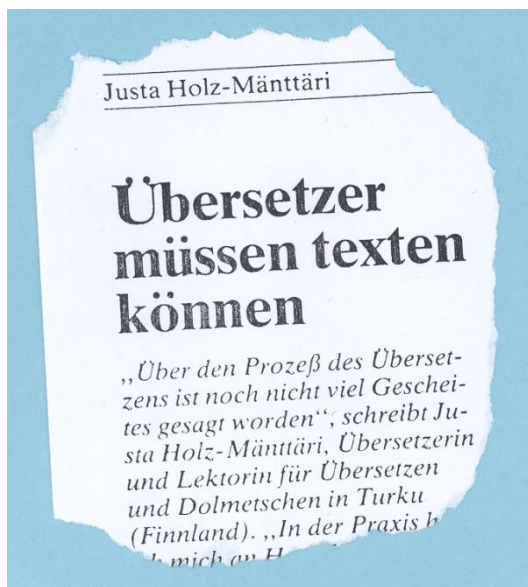 Justa Holz-Mänttäri
Übersetzer
müssen texten
können
„Über den Prozeß des Überset-
zens ist noch nicht viel Geschei-
tes gesagt worden“, schreibt Ju-
sta Holz-Mänttäri, Übersetzerin
und Lektorin für Übersetzen
und Dolmetschen in Turku
(Finnland). „In der Praxis
mich an